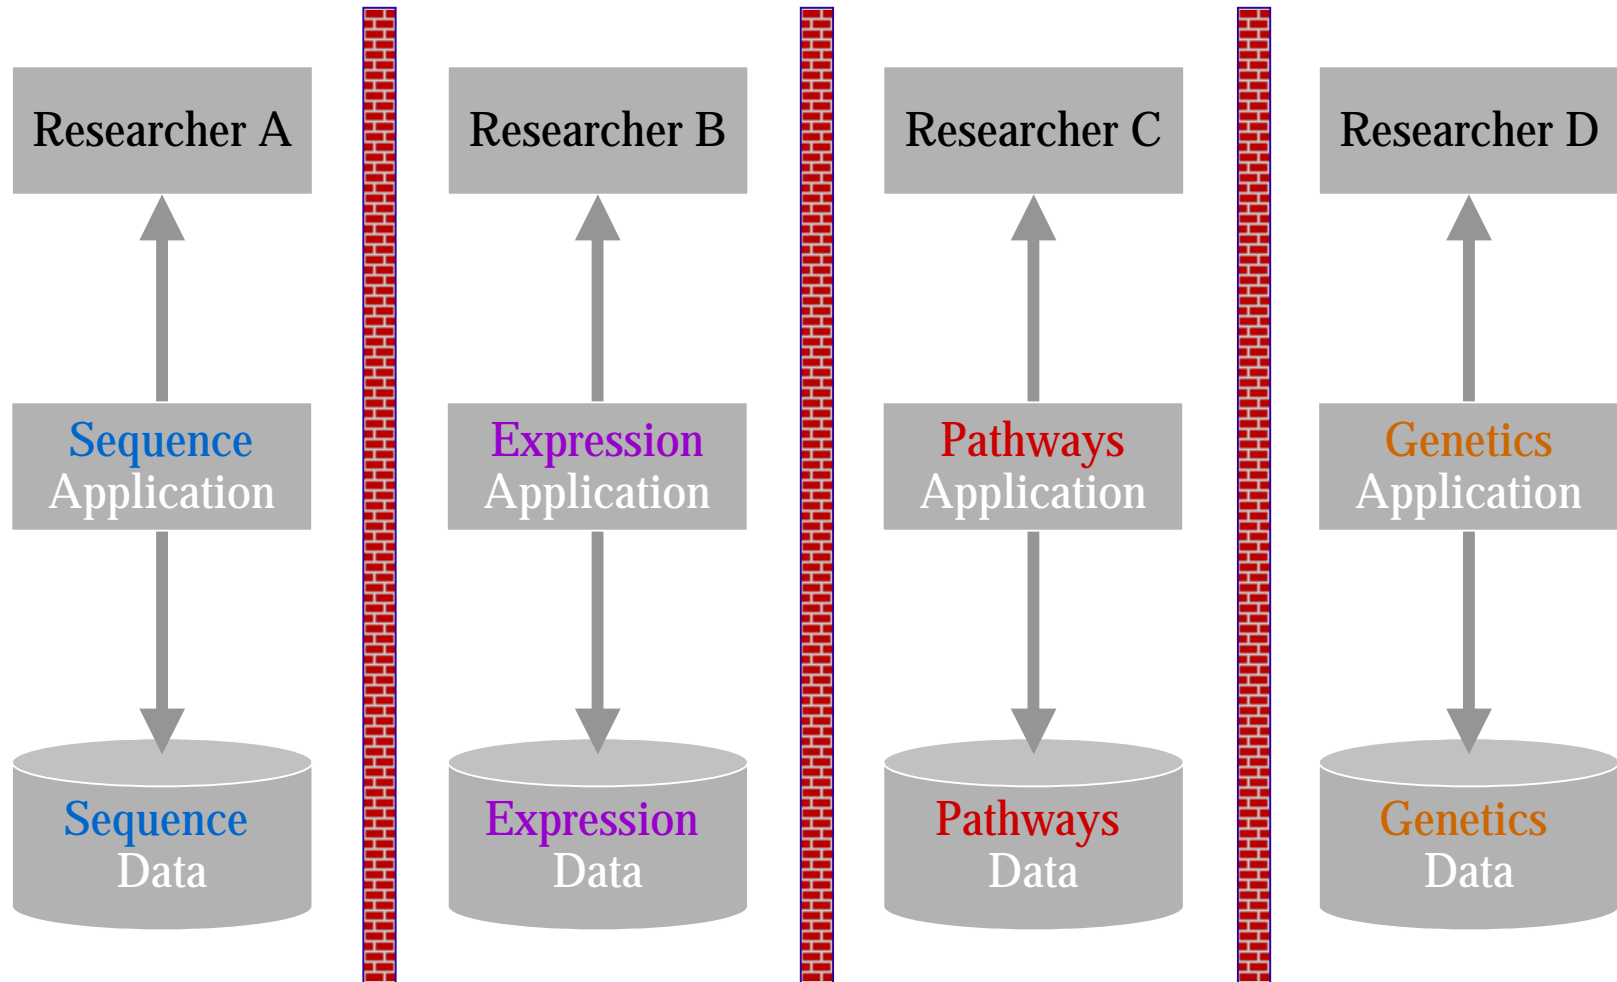 Researcher A
Researcher B
Researcher C
Researcher D
Sequence
Application
Expression
Application
Pathways
Application
Genetics
Application
Sequence
Data
Expression
Data
Pathways
Data
Genetics
Data